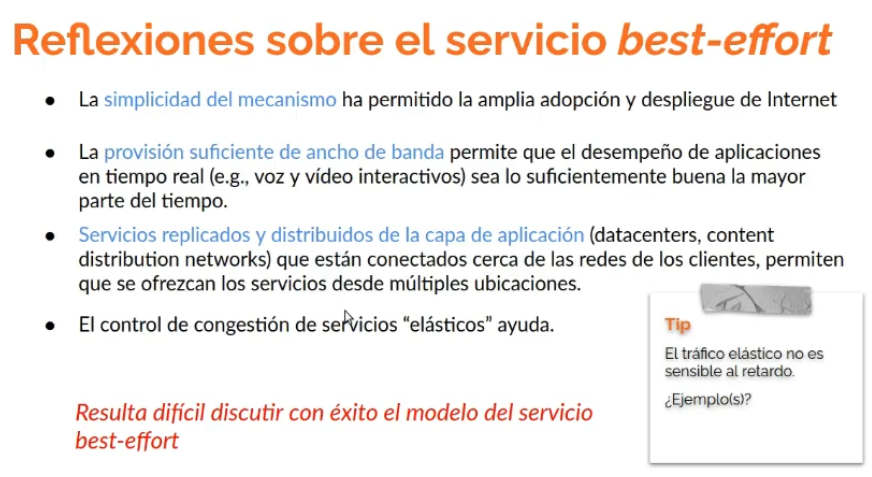 Reflexiones sobre el servicio best-effort
● La simplicidad del mecanismo ha permitido la amplia adopción y despliegue de Internet
● La provisión suficiente de ancho de banda permite que el desempeño de aplicaciones
en tiempo real (e.g., voz y vídeo interactivos) sea lo suficientemente buena la mayor
parte del tiempo.
● Servicios replicados y distribuidos de la capa de aplicación (datacenters, content
distribution networks) que están conectados cerca de las redes de los clientes, permiten
que se ofrezcan los servicios desde múltiples ubicaciones.
● El control de congestión de servicios “elásticos” ayuda.
Tip
El tráfico elástico no es
sensible al retardo.
¿Ejemplo(s)?
Resulta difícil discutir con éxito el modelo del servicio
best-effort